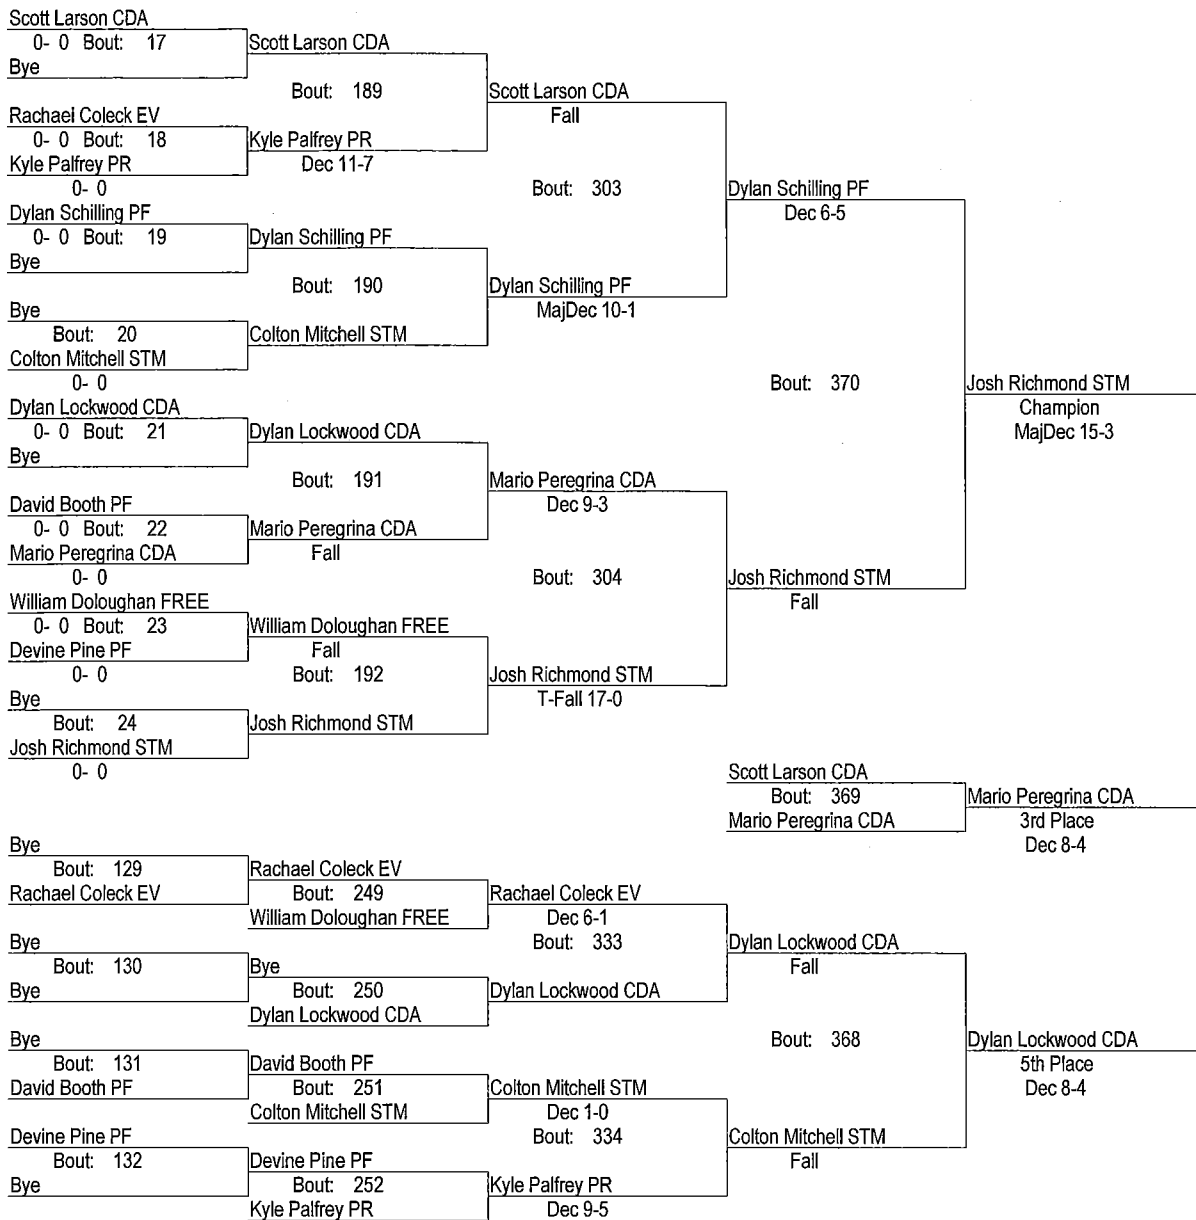 Scott Larson CDA
0- 0 Bout: 17
Bye
Scott Larson CDA
Bout: 189
Rachael Coleck EV
0- 0 Bout: 18
Kyle Palfrey PR
0- 0
Kyle Palfrey PR
Dec 11-7
Scott Larson CDA
Fall
Bout: 303
Dylan Schilling PF
0- 0 Bout: 19
Bye
Dylan Schilling PF
Bout: 190
Bye
Bout: 20
Colton Mitchell STM
0- 0
Colton Mitchell STM
Dylan Schilling PF
MajDec 10-1
Dylan Schilling PF
Dec 6-5
Bout: 370
Dylan Lockwood CDA
0- 0 Bout: 21
Bye
Dylan Lockwood CDA
Bout: 191
David Booth PF
0- 0 Bout: 22
Mario Peregrina CDA
0- 0
Mario Peregrina CDA
Fall
Mario Peregrina CDA
Dec 9-3
Bout: 304
William Doloughan FREE
0- 0 Bout: 23
Devine Pine PF
0- 0
William Doloughan FREE
Fall
Bout: 192
Bye
Bout: 24
Josh Richmond STM
0- 0
Josh Richmond STM
Josh Richmond STM
T-Fall 17-0
Josh Richmond STM
Fall
Josh Richmond STM
Champion
MajDec 15-3
Scott Larson CDA
Bout: 369
Mario Peregrina CDA
Mario Peregrina CDA
3rd Place
Dec 8-4
Bye
Bout: 129
Rachael Coleck EV
Rachael Coleck EV
Bout: 249
William Doloughan FREE
Rachael Coleck EV
Dec 6-1
Bout: 333
Bye
Bout: 130
Bye
Bye
Bout: 250
Dylan Lockwood CDA
Dylan Lockwood CDA
Dylan Lockwood CDA
Fall
Bout: 368
Bye
Bout: 131
David Booth PF
David Booth PF
Bout: 251
Colton Mitchell STM
Colton Mitchell STM
Dec 1-0
Bout: 334
Devine Pine PF
Bout: 132
Bye
Devine Pine PF
Bout: 252
Kyle Palfrey PR
Kyle Palfrey PR
Dec 9-5
Colton Mitchell STM
Fall
Dylan Lockwood CDA
5th Place
Dec 8-4